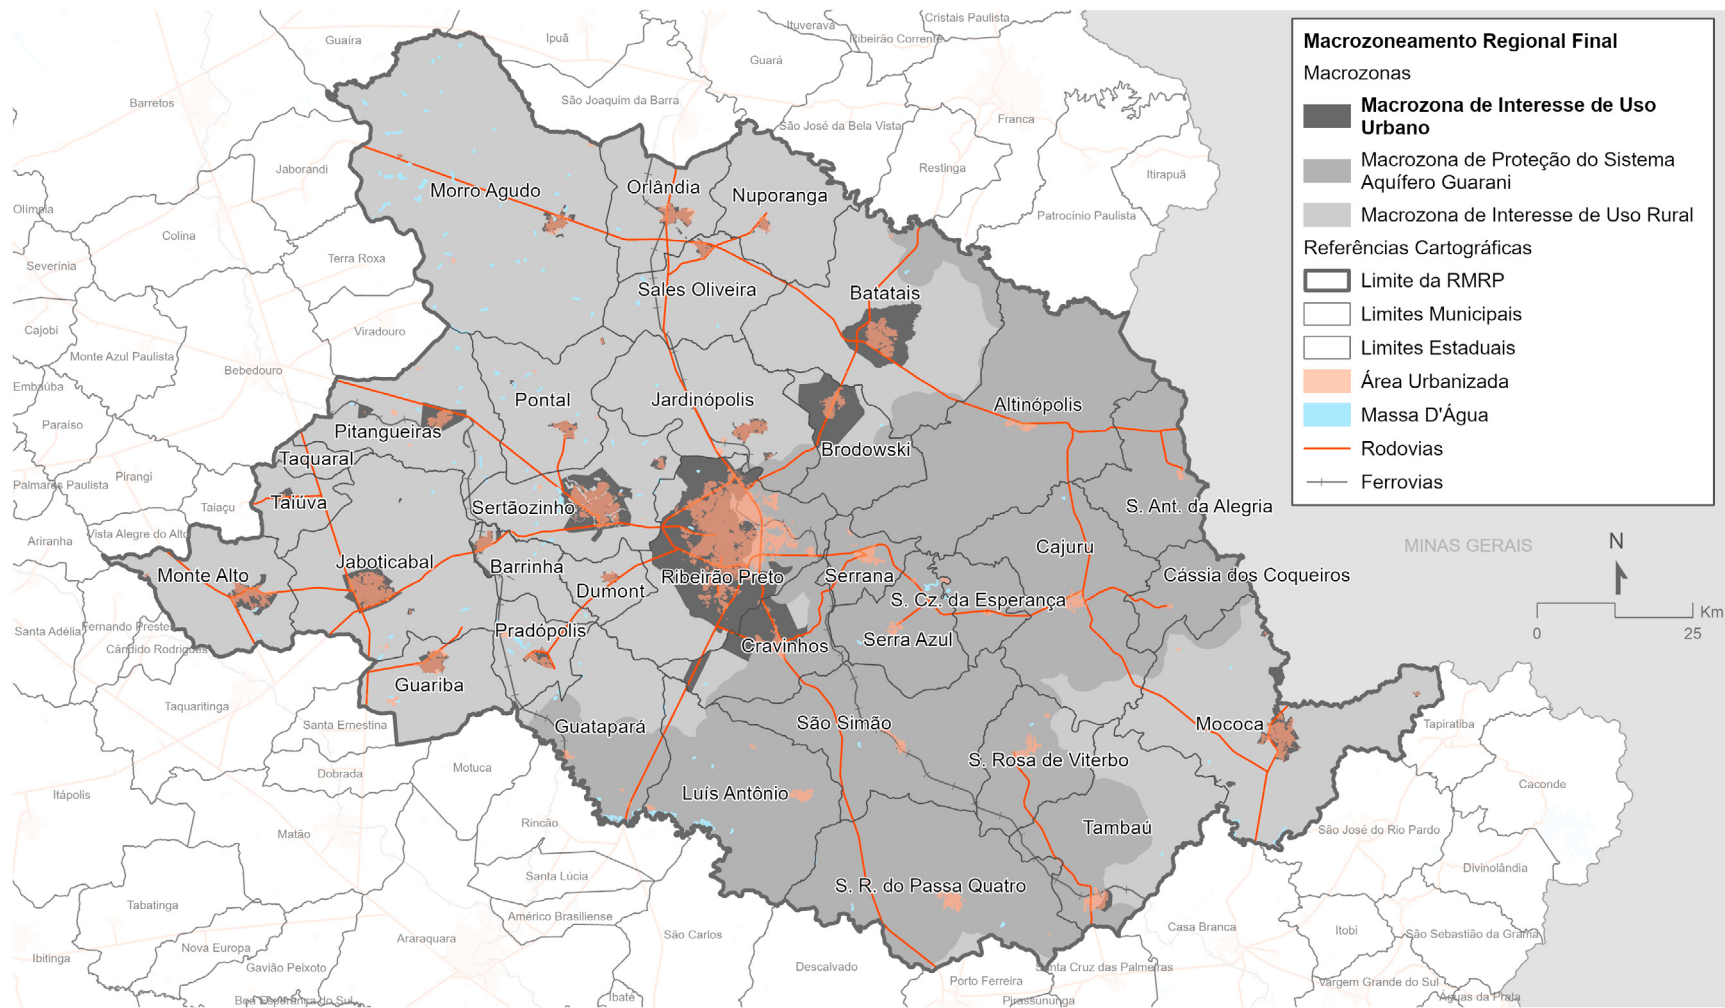 Macrozoneamento Regional Final
Macrozonas
Macrozona de Interesse de Uso
Urbano
Macrozona de Proteção do Sistema
Aquífero Guarani
Macrozona de Interesse de Uso Rural
Referências Cartográficas
Limite da RMRP
Limites Municipais
Limites Estaduais
Área Urbanizada
Massa D'Água
Rodovias
Ferrovias
Cristais Paulista
Ituverava
Guaíra
Ipuã
Ribeirão Corrente
Guará
Barretos
São Joaquim da Barra
São José da Bela Vista
Franca
Jaborandi
Restinga
Itirapuã
Morro Agudo
Orlândia
Nuporanga
Olímpia
Patrocínio Paulista
Colina
Terra Roxa
Severínia
Sales Oliveira
Batatais
Cajobi
Viradouro
Monte Azul Paulista
Bebedouro
Embaúba
Pontal
Jardinópolis
Altinópolis
Paraíso
Pitangueiras
Brodowski
Taquaral
Pirangi
Palmares Paulista
Taiúva
Taiaçu
Sertãozinho
S. Ant. da Alegria
Vista Alegre do Alto
Ariranha
MINAS GERAIS
N
Cajuru
Jaboticabal
Barrinha
Monte Alto
Ribeirão Preto
Serrana
Cássia dos Coqueiros
Dumont
S. Cz. da Esperança
Km
0
25
Santa Adélia
Fernando Prestes
Pradópolis
Cravinhos
Serra Azul
Cândido Rodrigues
Guariba
Taquaritinga
Santa Ernestina
Guatapará
São Simão
Mococa
Tapiratiba
S. Rosa de Viterbo
Dobrada
Motuca
Caconde
Itápolis
Luís Antônio
Rincão
Matão
Tambaú
São José do Rio Pardo
Divinolândia
Santa Lúcia
S. R. do Passa Quatro
Tabatinga
Américo Brasiliense
Araraquara
São Carlos
Casa Branca
Itobi
São Sebastião da Grama
Nova Europa
Ibitinga
Gavião Peixoto
Descalvado
Santa Cruz das Palmeiras
Porto Ferreira
Vargem Grande do Sul
Boa Esperança do Sul
Ibaté
Pirassununga
Águas da Prata